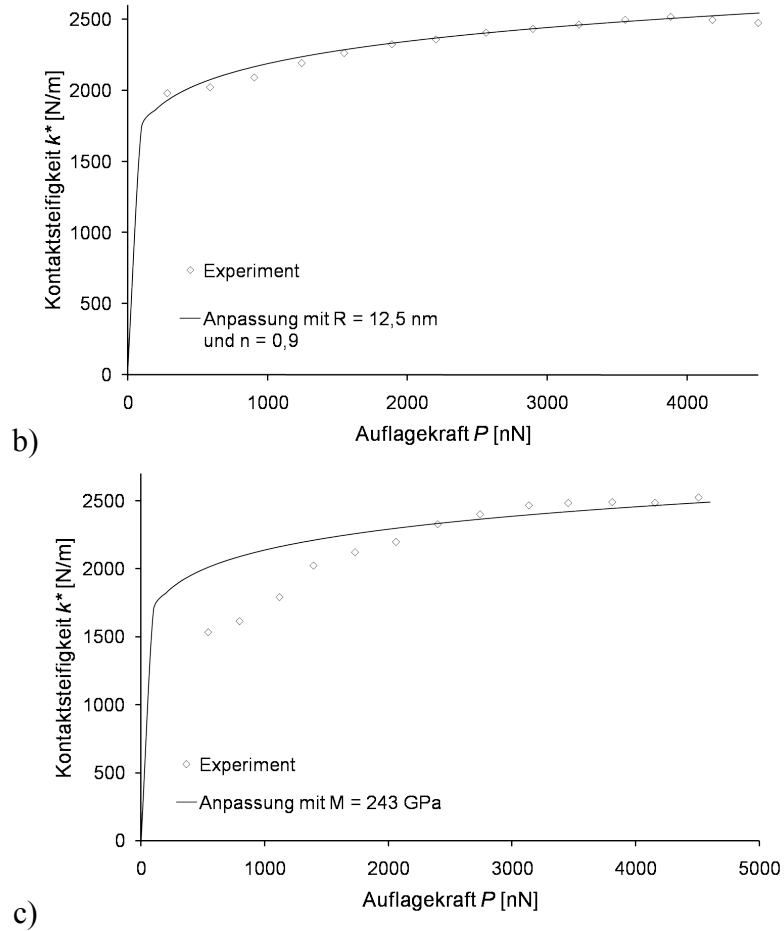 Kontaktsteifigkeit k* [N/m]
2500
2000
1500
1000
500
0
Experiment
Anpassung mit R = 12,5 nm
und n = 0,9
0 1000 2000 3000 4000
Auflagekraft P [nN]
b)
Kontaktsteifigkeit k* [N/m]
2500
2000
1500
1000
500
0
Experiment
Anpassung mit M = 243 GPa
0 1000 2000 3000 4000 5000
Auflagekraft P [nN]
c)